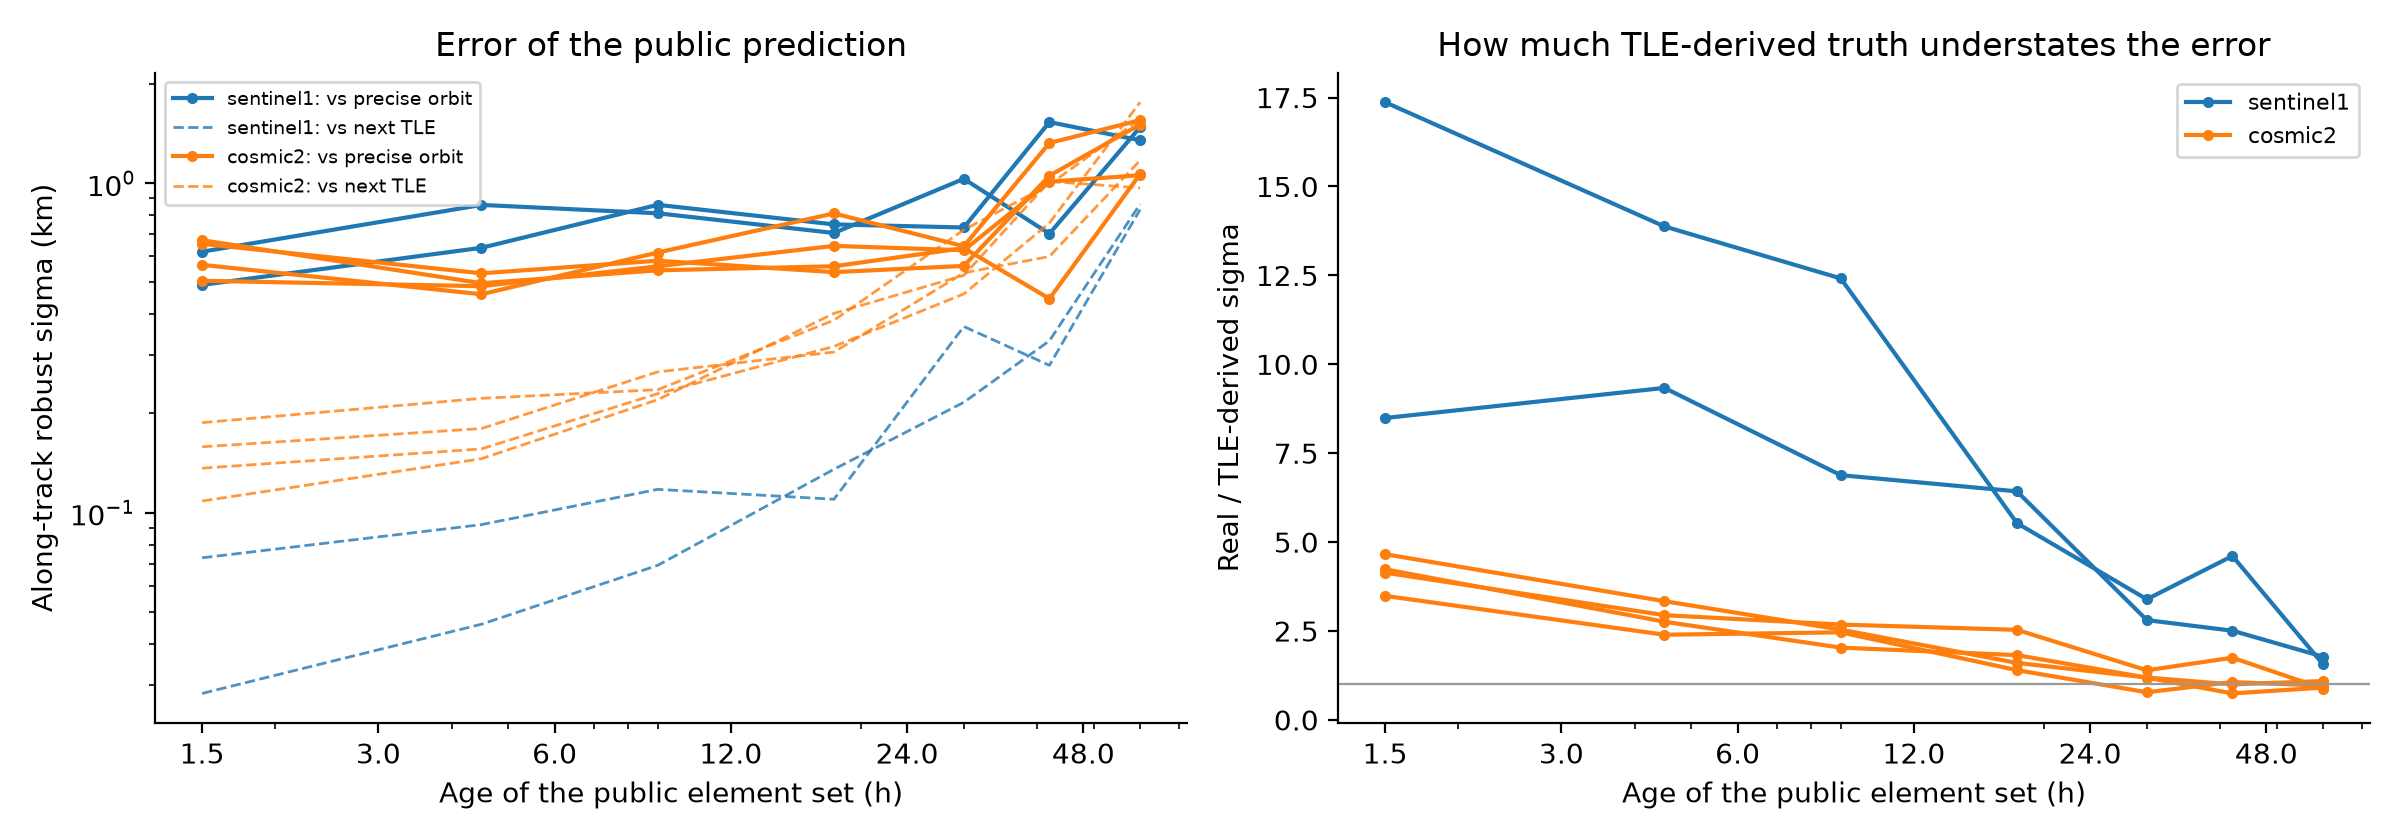 Error of the public prediction
sentinel1: vs precise orbit
sentinel1: vs next TLE
cosmic2: vs precise orbit
cosmic2: vs next TLE
Along-track robust sigma (km)
10⁰
10⁻¹
1.5 3.0 6.0 12.0 24.0 48.0
Age of the public element set (h)
How much TLE-derived truth understates the error
sentinel1
cosmic2
Real / TLE-derived sigma
17.5
15.0
12.5
10.0
7.5
5.0
2.5
0.0
1.5 3.0 6.0 12.0 24.0 48.0
Age of the public element set (h)